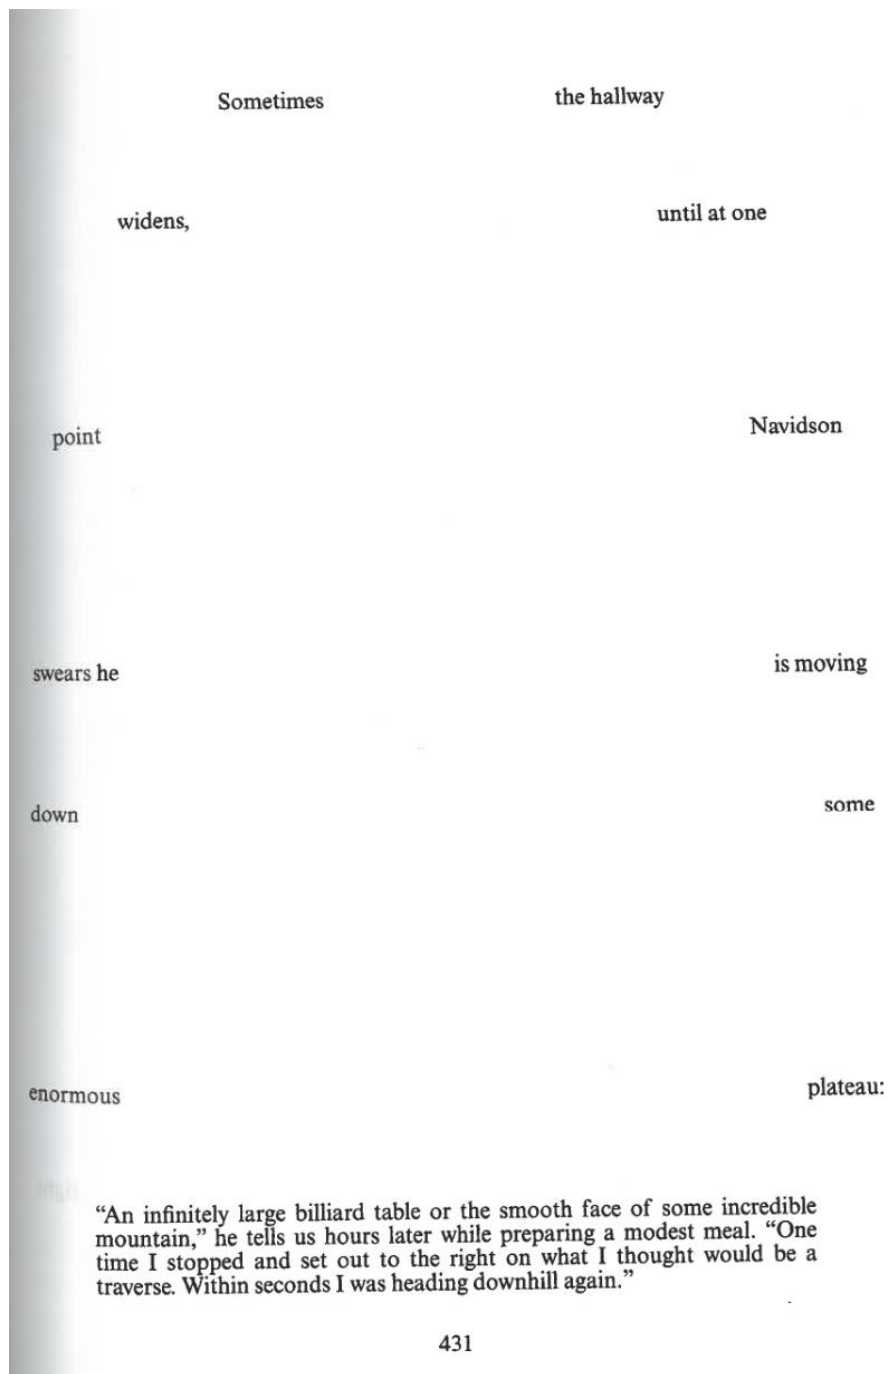 Sometimes the hallway
widens, until at one
point Navidson
swears he is moving
down some
enormous plateau:
“An infinitely large billiard table or the smooth face of some incredible
mountain,” he tells us hours later while preparing a modest meal. “One
time I stopped and set out to the right on what I thought would be a
traverse. Within seconds I was heading downhill again.”
431